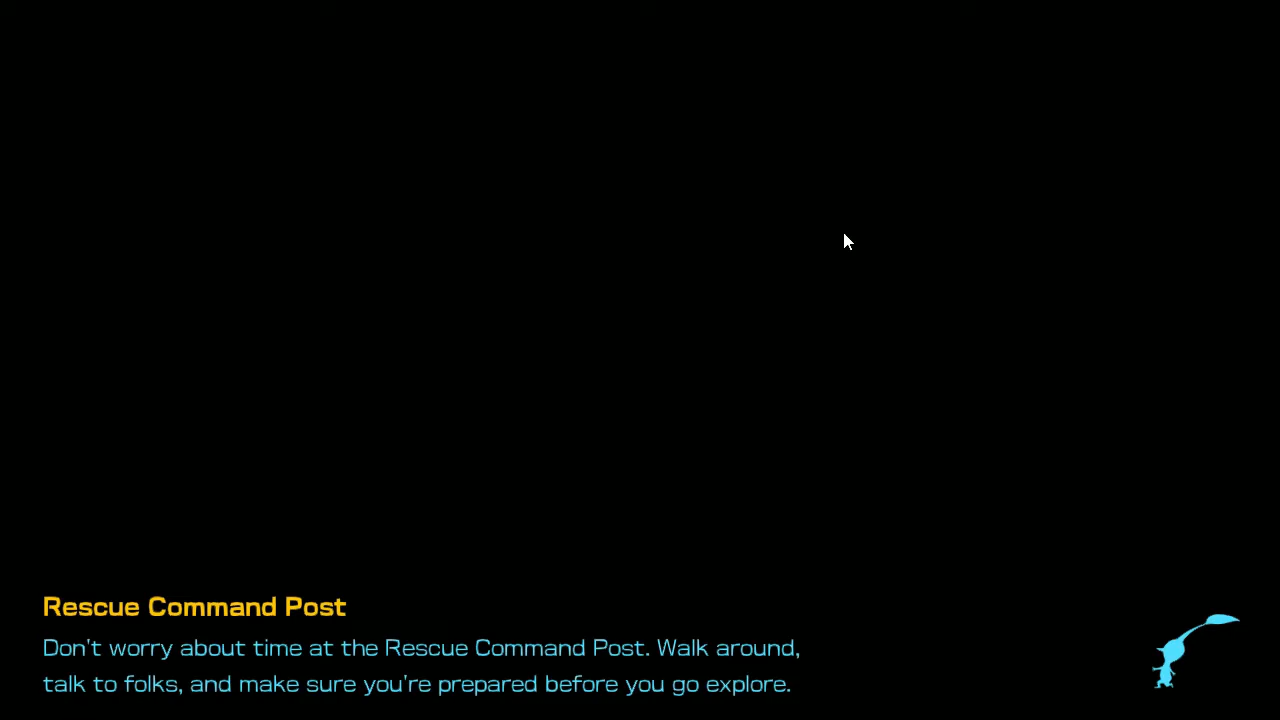 Rescue Command Post
Don't worry about time at the Rescue Command Post. Walk around,
talk to folks, and make sure you're prepared before you go explore.